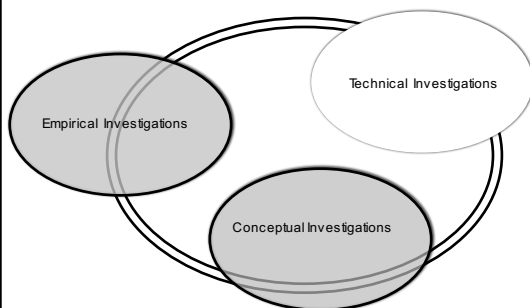 Technical Investigations
Empirical Investigations
Conceptual Investigations